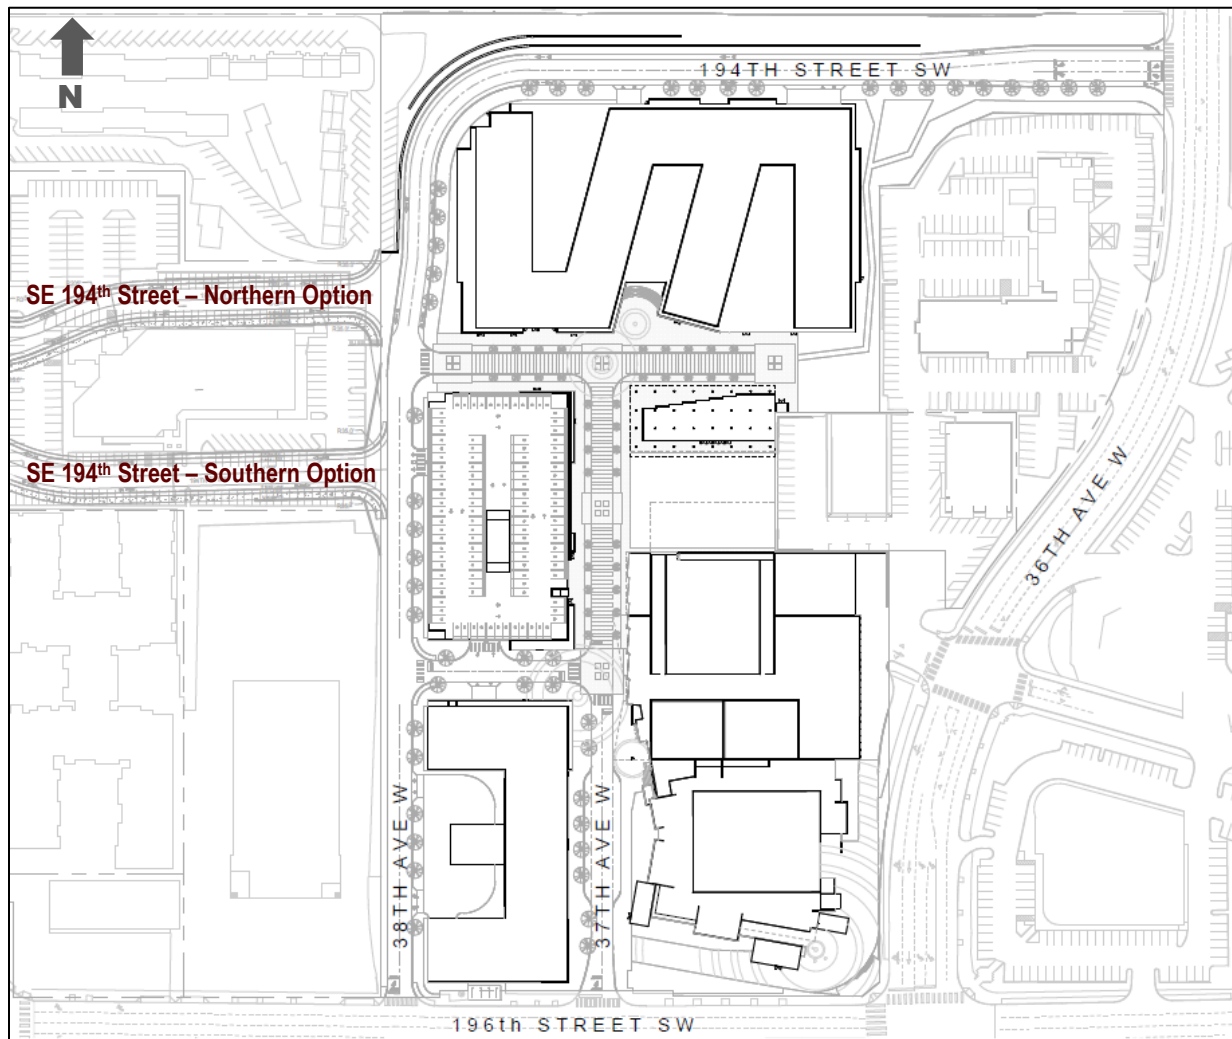 N
194TH STREET SW
SE 194th Street – Northern Option
SE 194th Street – Southern Option
36TH AVE W
38TH AVE W
37TH AVE W
196th STREET SW